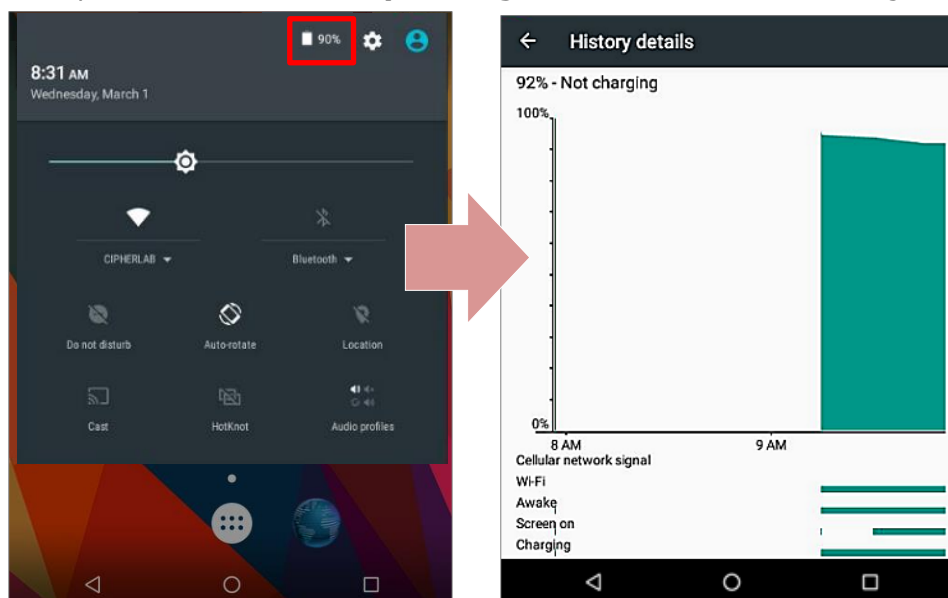 90%
8:31 AM
Wednesday, March 1
CIPHERLAB
Bluetooth
Do not disturb
Auto-rotate
Location
Cast
HotKnot
Audio profiles
History details
92% - Not charging
100%
0%
8 AM
9 AM
Cellular network signal
Wi-Fi
Awake
Screen on
Charging